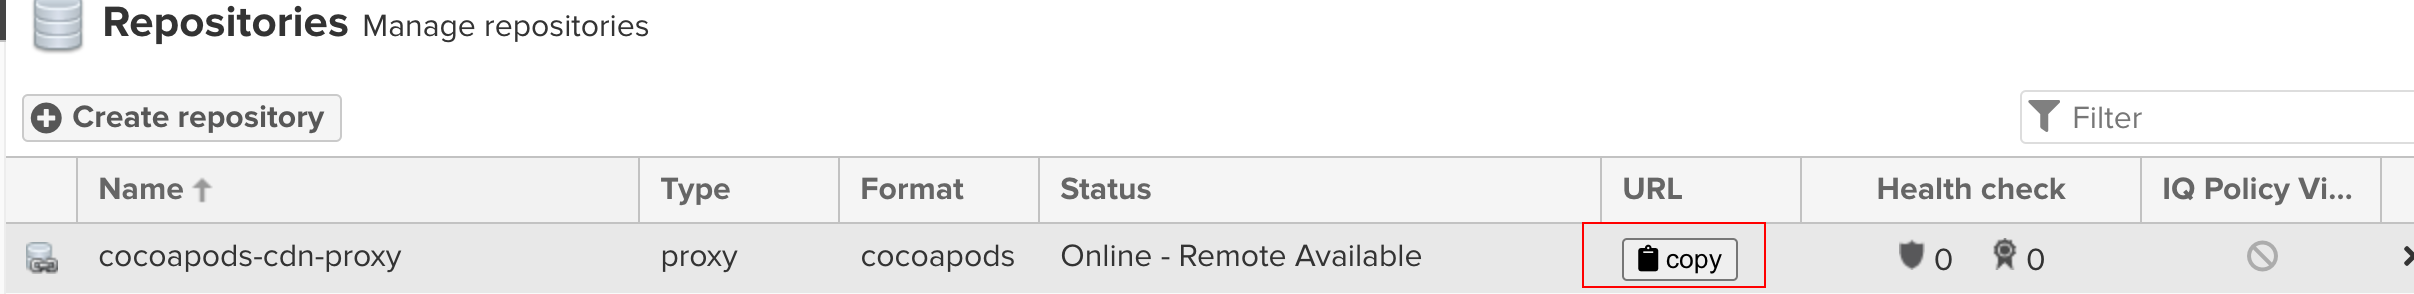 Repositories Manage repositories
Create repository
Filter
Name Type Format Status URL Health check IQ Policy Vi...
cocoapods-cdn-proxy proxy cocoapods Online - Remote Available copy 0 0